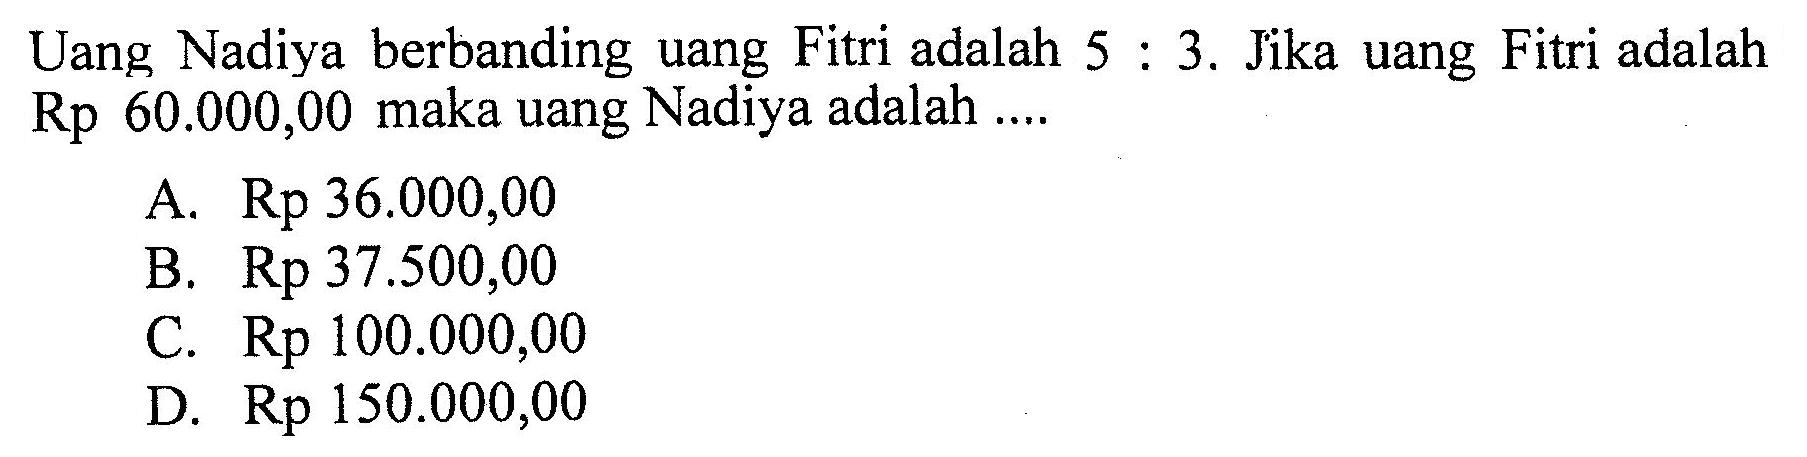 Uang Nadiya berbanding uang Fitri adalah 5 : 3. Jika uang Fitri adalah
Rp 60.000,00 maka uang Nadiya adalah ....
A. Rp 36.000,00
B. Rp 37.500,00
C. Rp 100.000,00
D. Rp 150.000,00